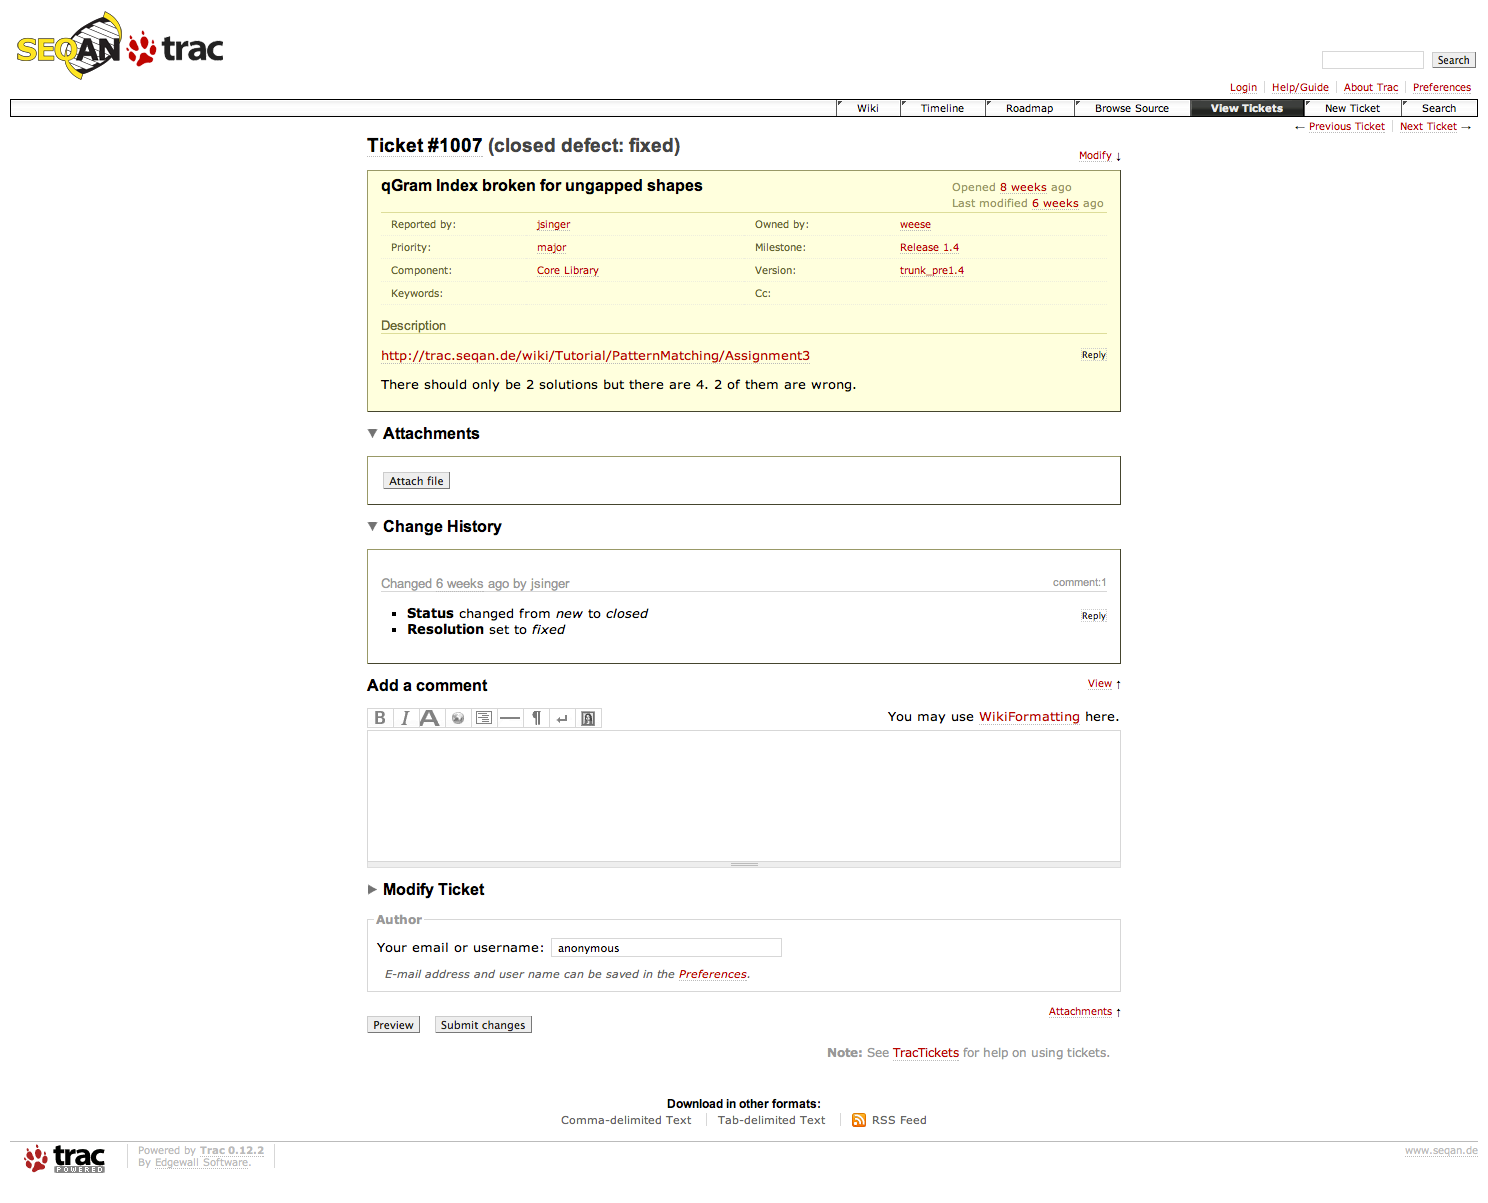 SEQAN trac
Search
Login Help/Guide About Trac Preferences
Wiki Timeline Roadmap Browse Source View Tickets New Ticket Search
← Previous Ticket Next Ticket →
Ticket #1007 (closed defect: fixed)
Modify ↓
qGram Index broken for ungapped shapes
Opened 8 weeks ago
Last modified 6 weeks ago
Reported by: jsinger Owned by: weese
Priority: major Milestone: Release 1.4
Component: Core Library Version: trunk_pre1.4
Keywords: Cc:
Description
http://trac.seqan.de/wiki/Tutorial/PatternMatching/Assignment3 Reply
There should only be 2 solutions but there are 4. 2 of them are wrong.
Attachments
Attach file
Change History
Changed 6 weeks ago by jsinger comment:1
Status changed from new to closed Reply
Resolution set to fixed
Add a comment View ↑
B I A ¶ You may use WikiFormatting here.
Modify Ticket
Author
Your email or username: anonymous
E-mail address and user name can be saved in the Preferences.
Attachments ↑
Preview Submit changes
Note: See TracTickets for help on using tickets.
Download in other formats:
Comma-delimited Text Tab-delimited Text RSS Feed
trac POWERED
Powered by Trac 0.12.2
By Edgewall Software.
www.seqan.de